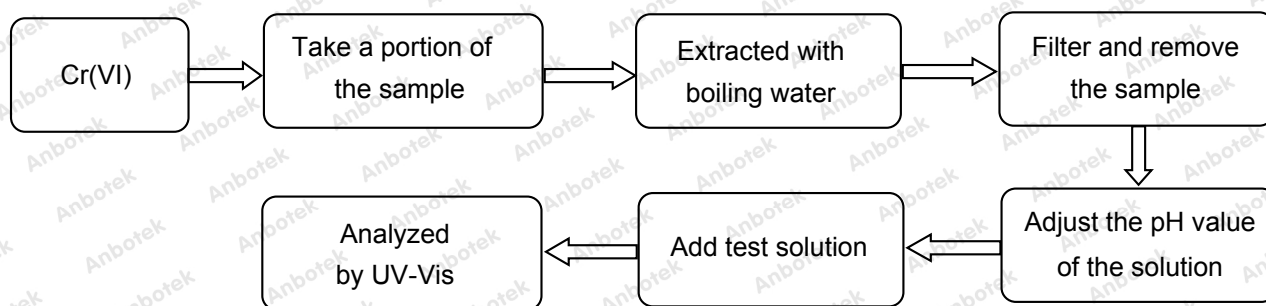 Cr(VI)
Take a portion of
the sample
Extracted with
boiling water
Filter and remove
the sample
Adjust the pH value
of the solution
Add test solution
Analyzed
by UV-Vis
Anbotek